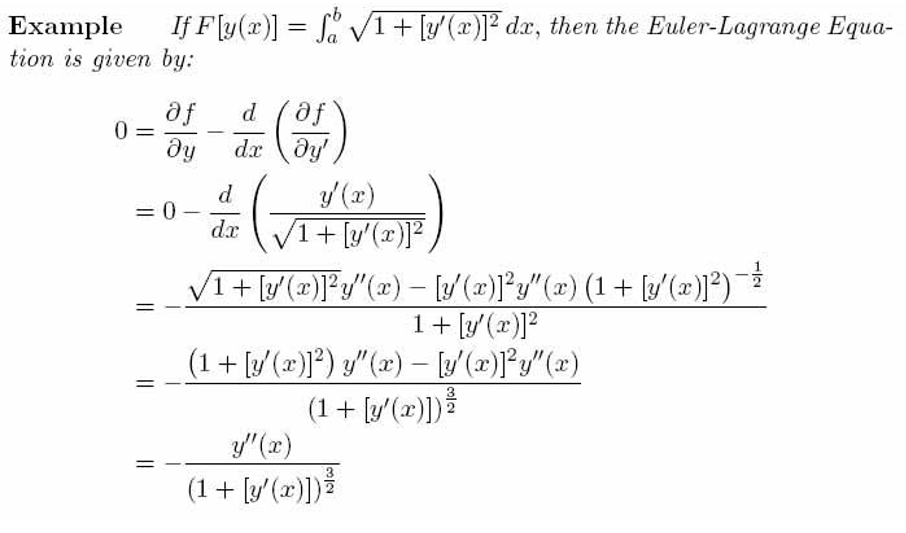 Example If F[y(x)] = ∫ₐᵇ √(1 + [y′(x)]²) dx, then the Euler-Lagrange Equa-
tion is given by:
0 = ∂f/∂y − d/dx (∂f/∂y′)
= 0 − d/dx (y′(x) / √(1 + [y′(x)]²))
= − (√(1 + [y′(x)]²) y″(x) − [y′(x)]² y″(x) (1 + [y′(x)]²)^(−1/2)) / (1 + [y′(x)]²)
= − ((1 + [y′(x)]²) y″(x) − [y′(x)]² y″(x)) / (1 + [y′(x)])^(3/2)
= − y″(x) / (1 + [y′(x)])^(3/2)